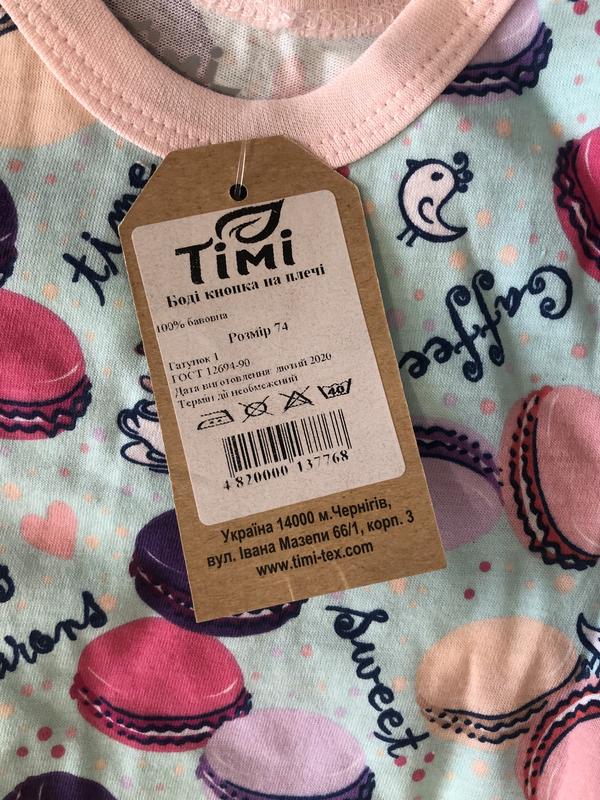 time
Coffee
Timi
Боді кнопка на плечі
100% бавовна
Розмір 74
Гатунок 1
ГОСТ 12694-90
Дата виготовлення: лютий 2020
Термін дії необмежений
40
4 820000 137768
Україна 14000 м.Чернігів,
вул. Івана Мазепи 66/1, корп. 3
www.timi-tex.com
arons
Sweet